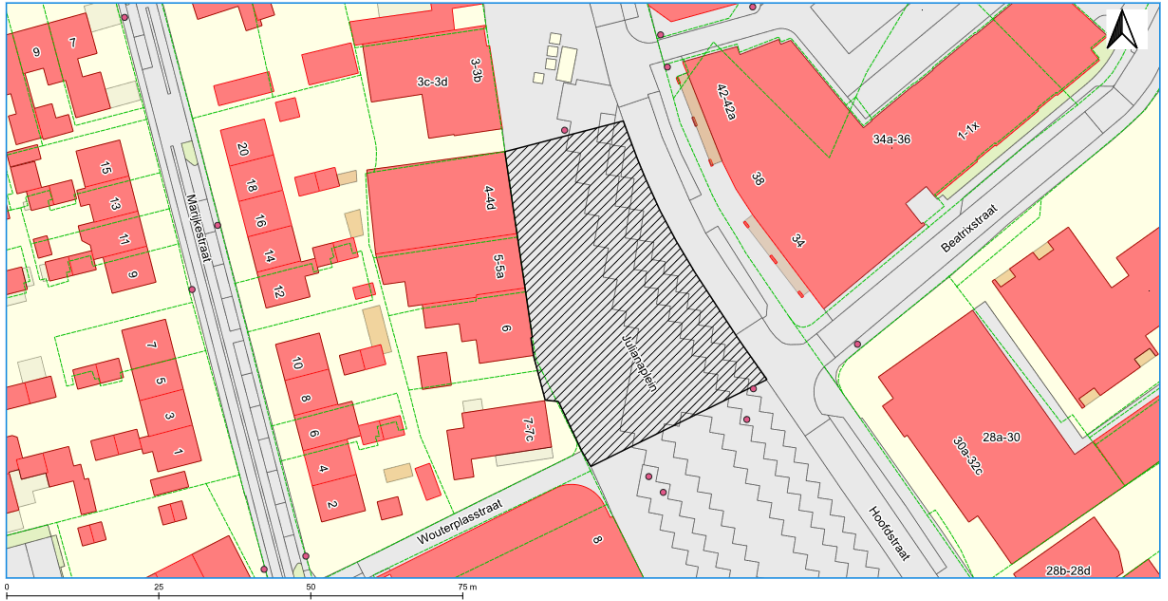 9
7
3c-3d
3-3b
42-42a
34a-36
1-1x
20
18
16
14
12
15
13
11
9
Marijkestraat
4-4d
5-5a
6
38
34
Beatrixstraat
7
5
3
1
10
8
6
4
2
Julianaplein
7-7c
28a-30
30a-32c
Wouterplasstraat
8
Hoofdstraat
28b-28d
0 25 50 75 m